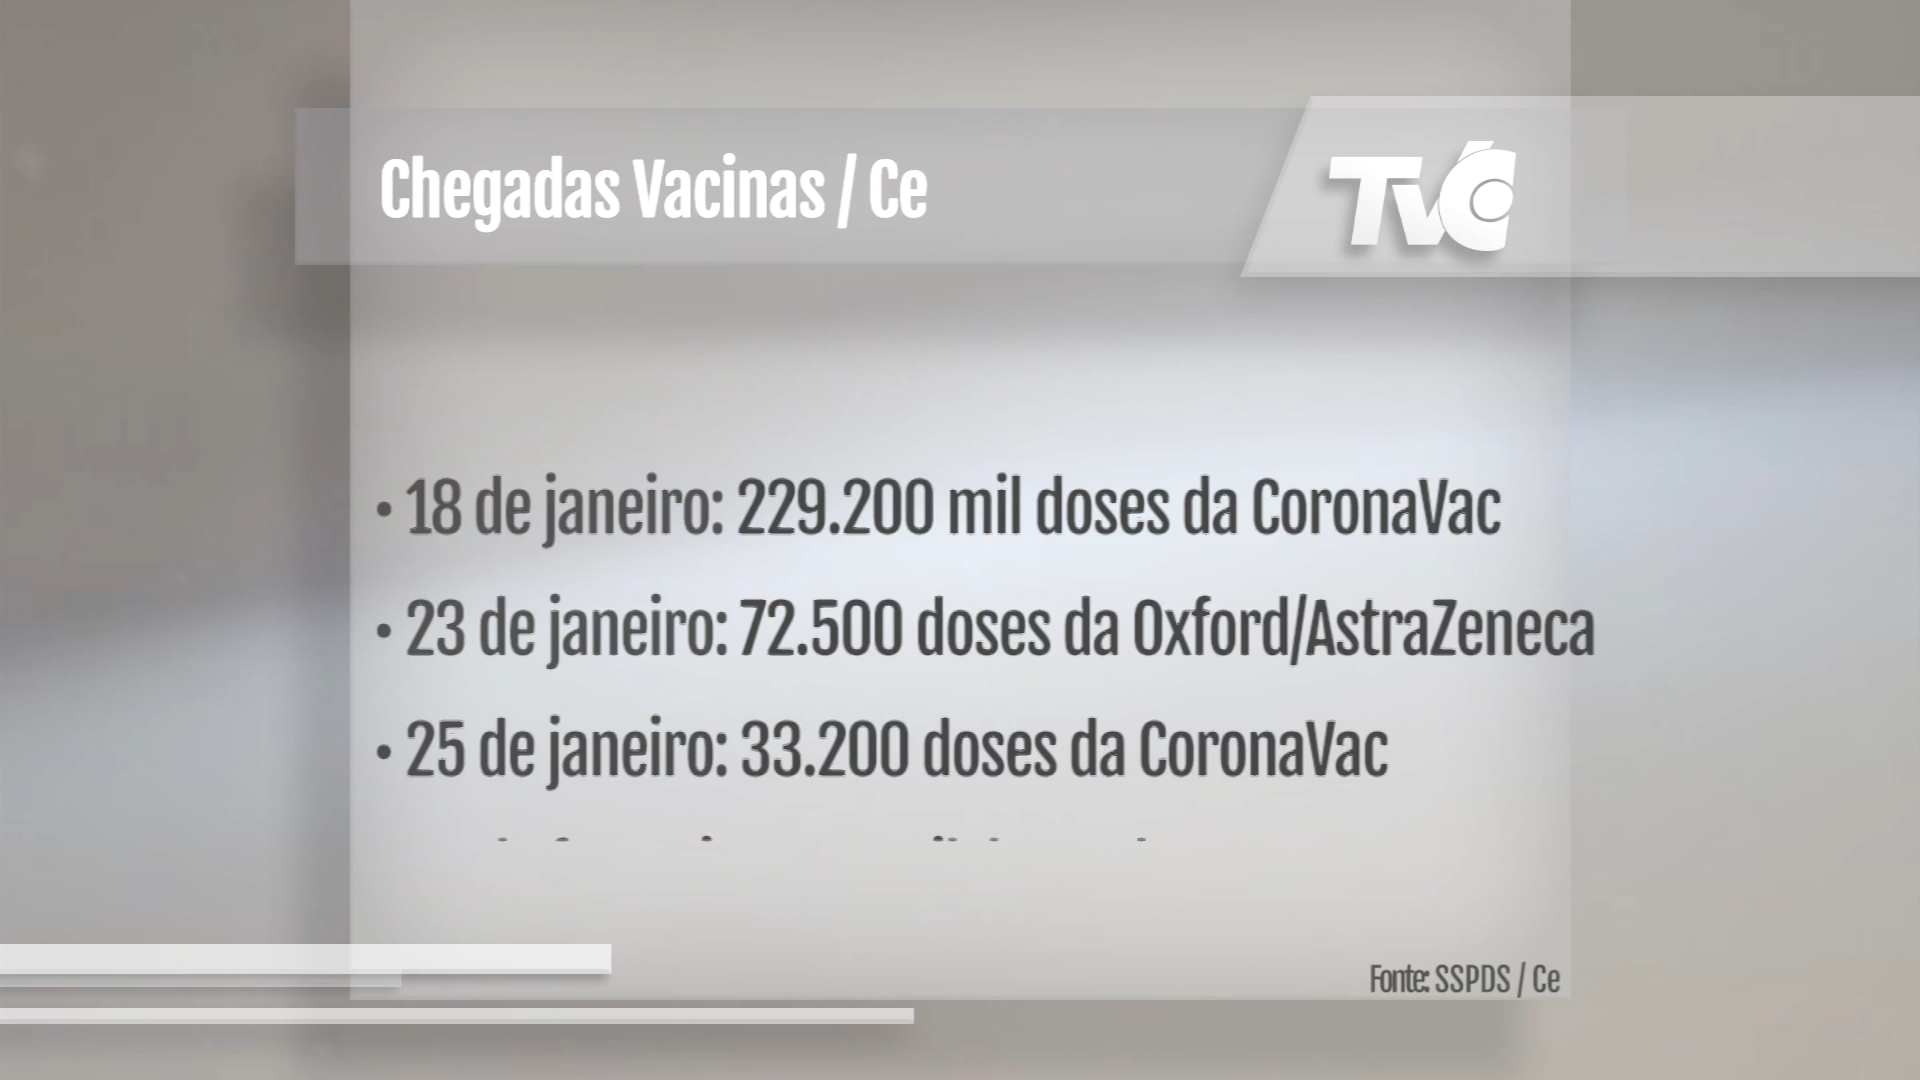 Chegadas Vacinas / Ce
TVC
• 18 de janeiro: 229.200 mil doses da CoronaVac
• 23 de janeiro: 72.500 doses da Oxford/AstraZeneca
• 25 de janeiro: 33.200 doses da CoronaVac
Fonte: SSPDS / Ce